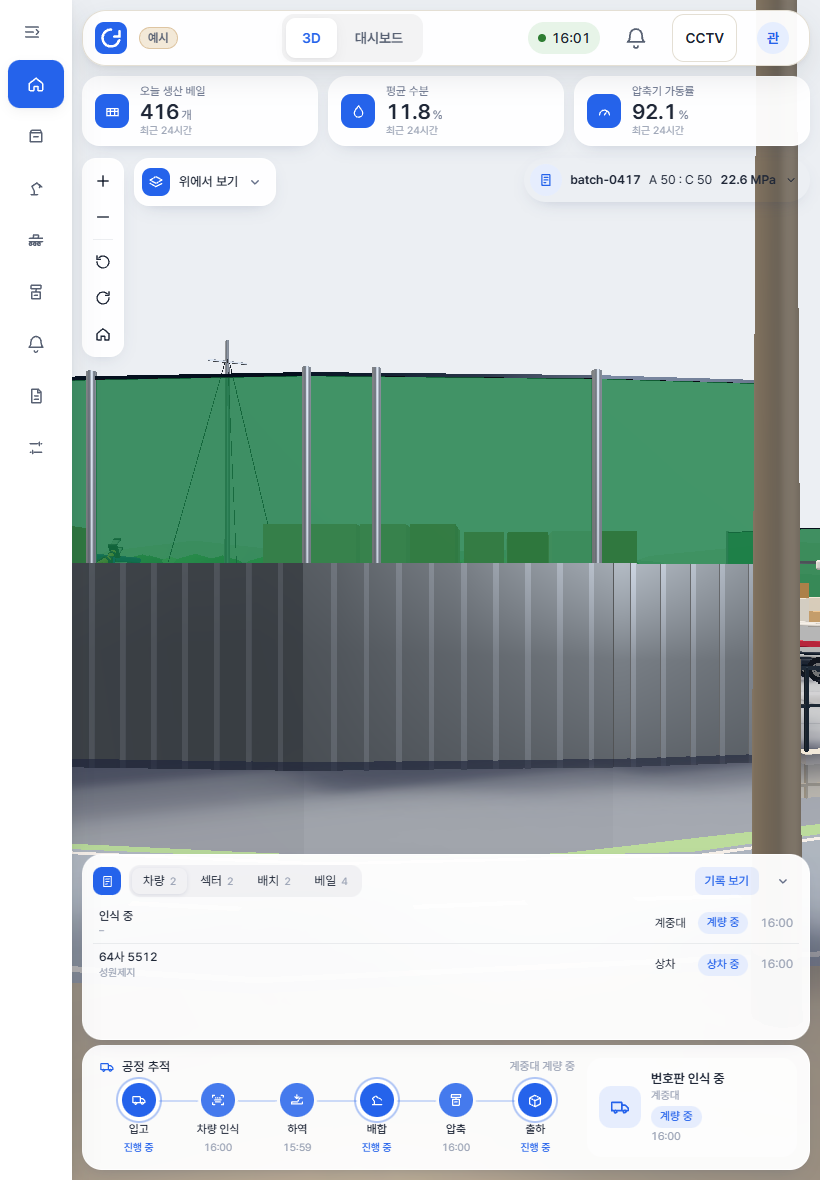 예시
3D
대시보드
16:01
CCTV
관
오늘 생산 베일
416개
최근 24시간
평균 수분
11.8%
최근 24시간
압축기 가동률
92.1%
최근 24시간
위에서 보기
batch-0417 A 50 : C 50 22.6 MPa
차량 2
섹터 2
배치 2
베일 4
기록 보기
인식 중
–
계중대
계량 중
16:00
64사 5512
성원제지
상차
상차 중
16:00
공정 추적
계중대 계량 중
입고
진행 중
차량 인식
16:00
하역
15:59
배합
진행 중
압축
16:00
출하
진행 중
번호판 인식 중
계중대
계량 중
16:00